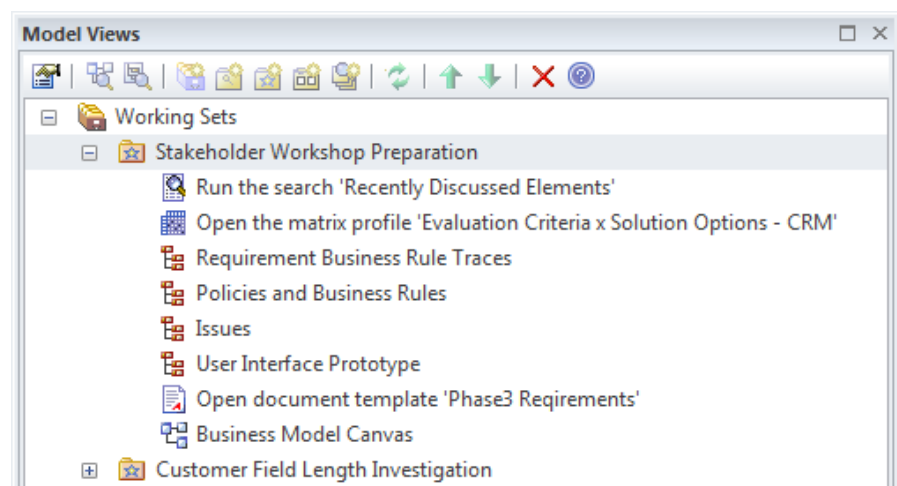 Model Views
Working Sets
Stakeholder Workshop Preparation
Run the search 'Recently Discussed Elements'
Open the matrix profile 'Evaluation Criteria x Solution Options - CRM'
Requirement Business Rule Traces
Policies and Business Rules
Issues
User Interface Prototype
Open document template 'Phase3 Reqirements'
Business Model Canvas
Customer Field Length Investigation